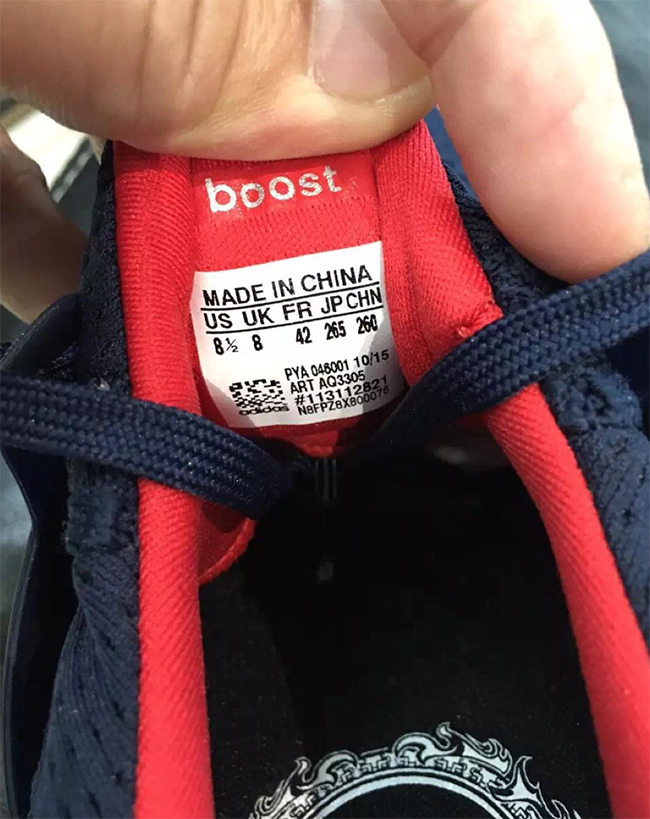 boost
MADE IN CHINA
US UK FR JP CHN
8½ 8 42 265 260
PYA 046001 10/15
ART AQ3305
#113112821
adidas N8FPZ8X800076